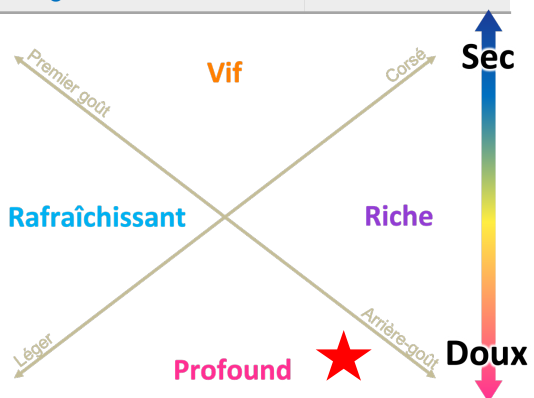 Sec
Premier goût
Vif
Corsé
Rafraîchissant
Riche
Léger
Arrière-goût
Profound
Doux